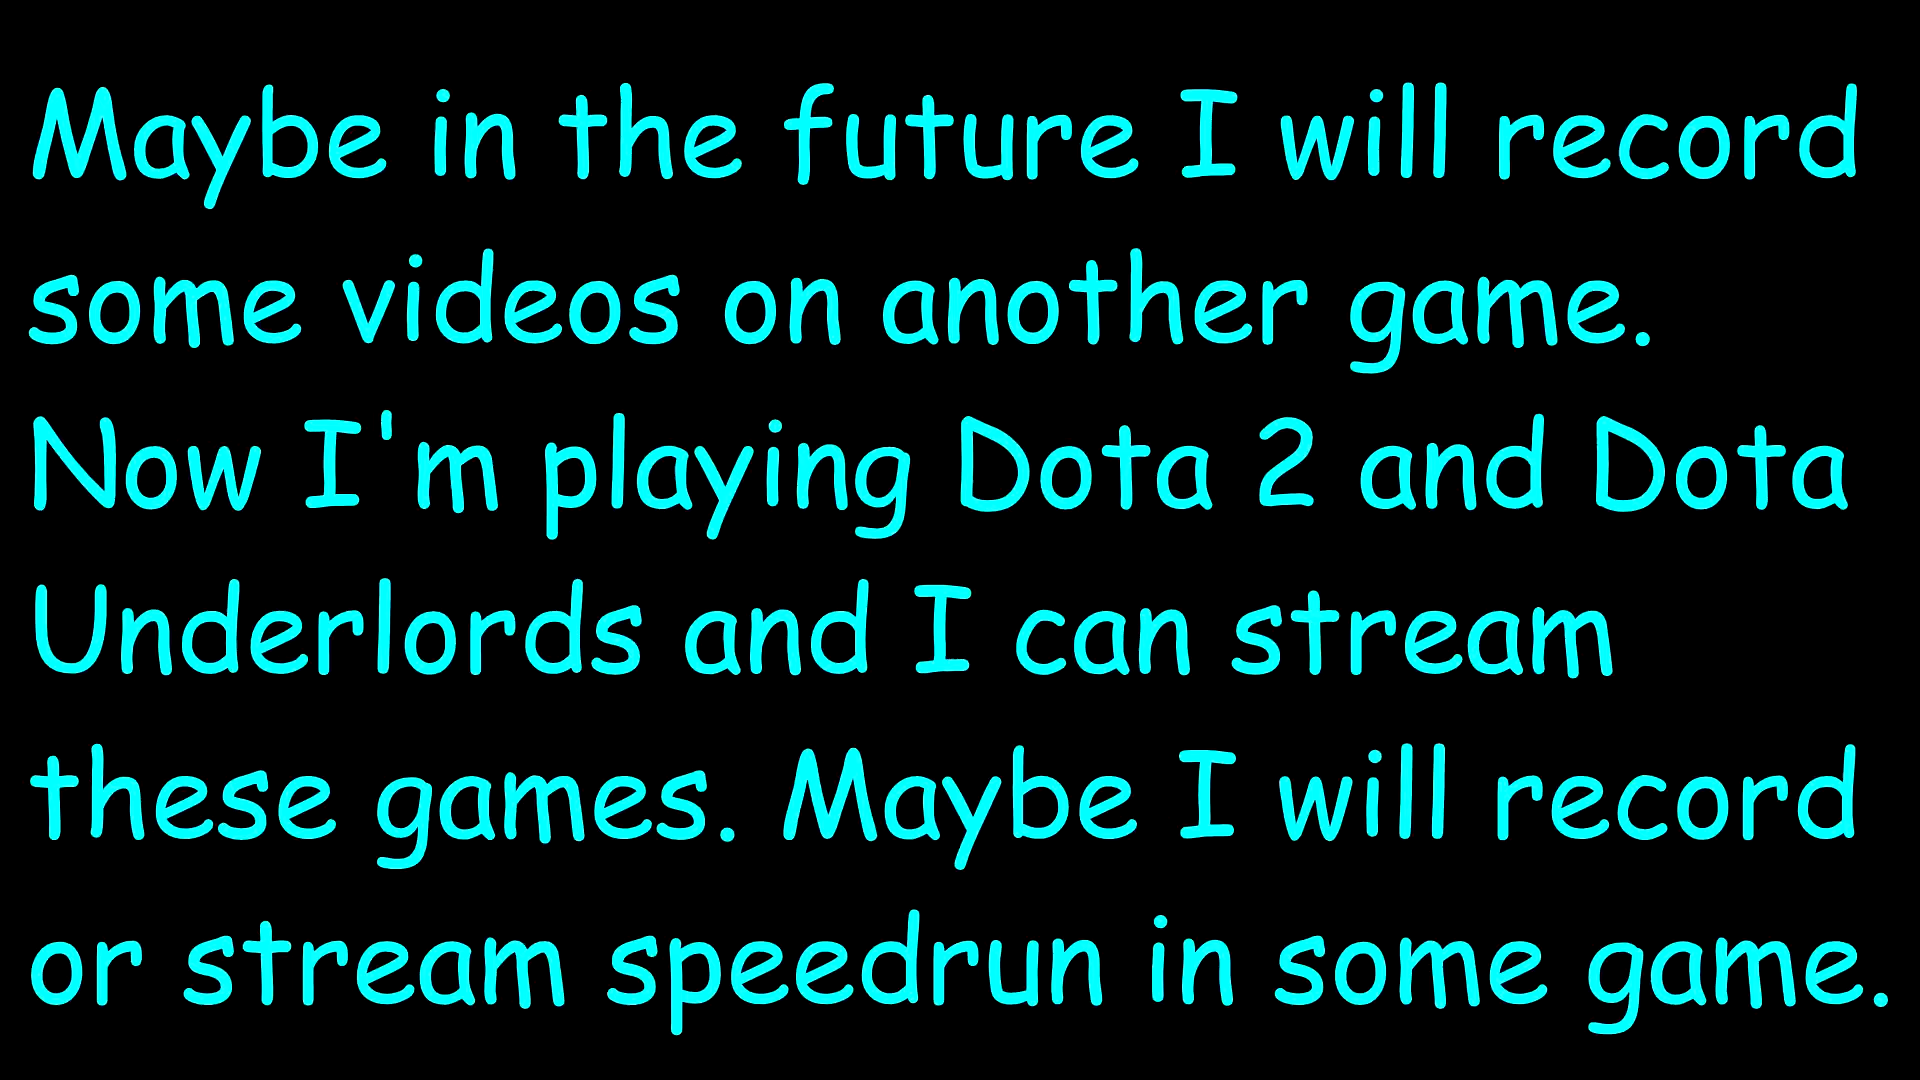 Maybe in the future I will record
some videos on another game.
Now I'm playing Dota 2 and Dota
Underlords and I can stream
these games. Maybe I will record
or stream speedrun in some game.